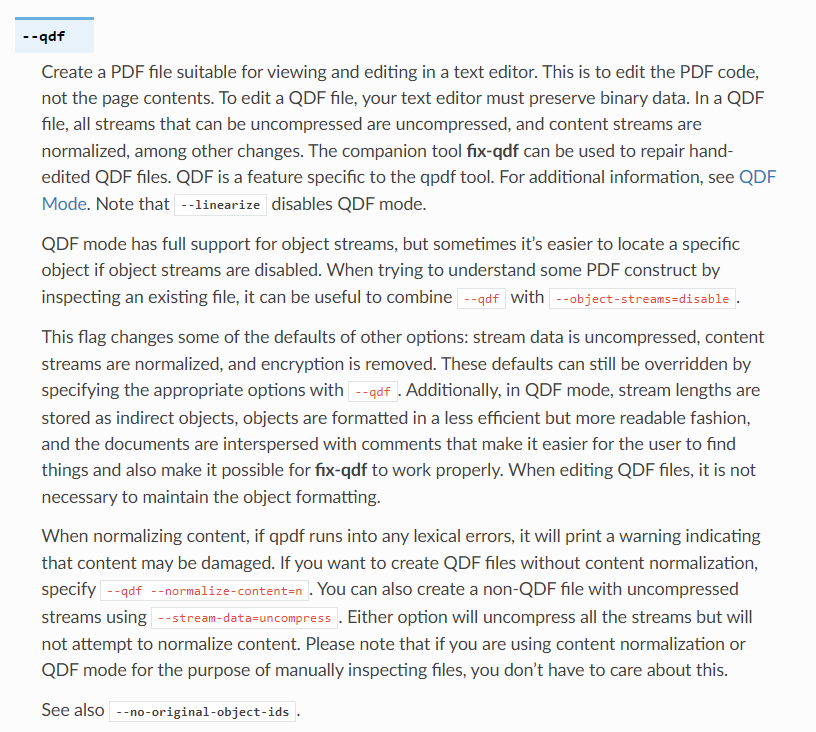 --qdf
Create a PDF file suitable for viewing and editing in a text editor. This is to edit the PDF code,
not the page contents. To edit a QDF file, your text editor must preserve binary data. In a QDF
file, all streams that can be uncompressed are uncompressed, and content streams are
normalized, among other changes. The companion tool fix-qdf can be used to repair hand-
edited QDF files. QDF is a feature specific to the qpdf tool. For additional information, see QDF
Mode. Note that --linearize disables QDF mode.
QDF mode has full support for object streams, but sometimes it’s easier to locate a specific
object if object streams are disabled. When trying to understand some PDF construct by
inspecting an existing file, it can be useful to combine --qdf with --object-streams=disable.
This flag changes some of the defaults of other options: stream data is uncompressed, content
streams are normalized, and encryption is removed. These defaults can still be overridden by
specifying the appropriate options with --qdf. Additionally, in QDF mode, stream lengths are
stored as indirect objects, objects are formatted in a less efficient but more readable fashion,
and the documents are interspersed with comments that make it easier for the user to find
things and also make it possible for fix-qdf to work properly. When editing QDF files, it is not
necessary to maintain the object formatting.
When normalizing content, if qpdf runs into any lexical errors, it will print a warning indicating
that content may be damaged. If you want to create QDF files without content normalization,
specify --qdf --normalize-content=n. You can also create a non-QDF file with uncompressed
streams using --stream-data=uncompress. Either option will uncompress all the streams but will
not attempt to normalize content. Please note that if you are using content normalization or
QDF mode for the purpose of manually inspecting files, you don’t have to care about this.
See also --no-original-object-ids.